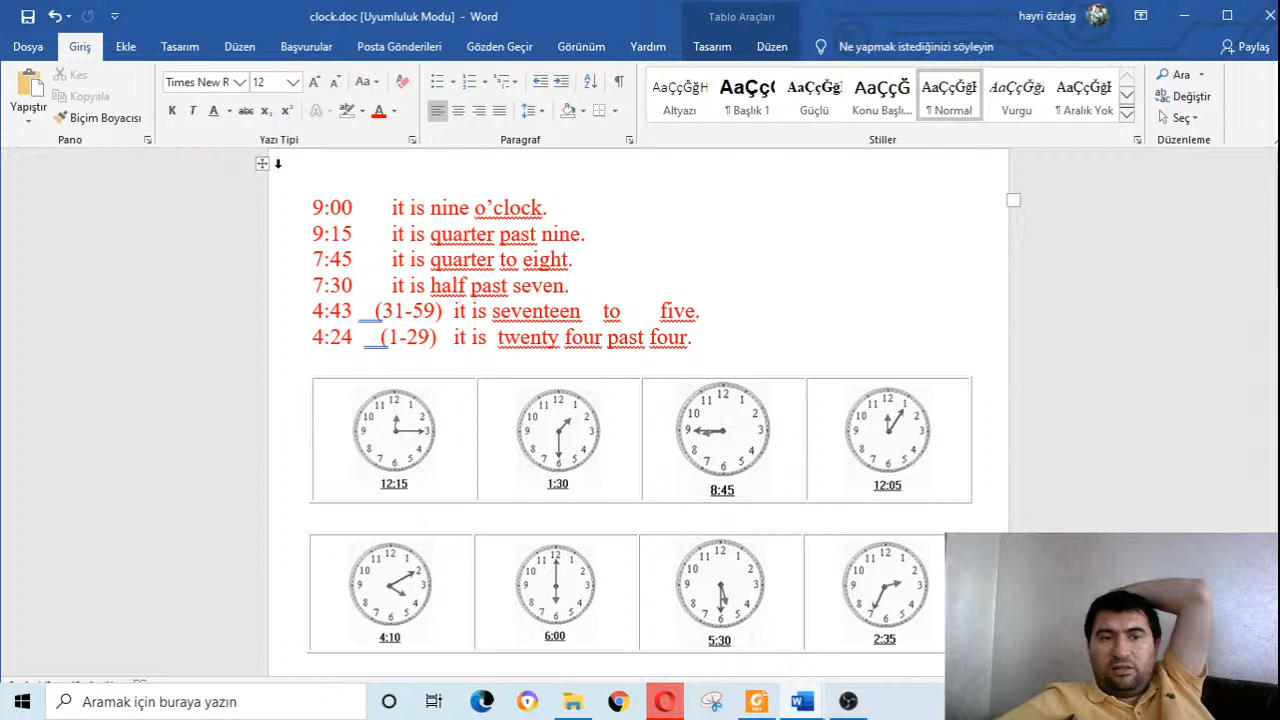 clock.doc [Uyumluluk Modu] - Word
Tablo Araçları
hayri özdag
Dosya Giriş Ekle Tasarım Düzen Başvurular Posta Gönderileri Gözden Geçir Görünüm Yardım Tasarım Düzen Ne yapmak istediğinizi söyleyin Paylaş
Yapıştır
Kes
Kopyala
Biçim Boyacısı
Pano
Times New R 12
Yazı Tipi
Paragraf
AaÇçĞğH AaÇçĞ AaÇçĞğH AaÇçĞ AaÇçĞğH AaÇçĞğH AaÇçĞğH
Altyazı ¶ Başlık 1 Güçlü Konu Başlı... ¶ Normal Vurgu ¶ Aralık Yok
Stiller
Ara
Değiştir
Seç
Düzenleme
9:00 it is nine o’clock.
9:15 it is quarter past nine.
7:45 it is quarter to eight.
7:30 it is half past seven.
4:43 (31-59) it is seventeen to five.
4:24 (1-29) it is twenty four past four.
12:15 1:30 8:45 12:05
4:10 6:00 5:30 2:35
Aramak için buraya yazın